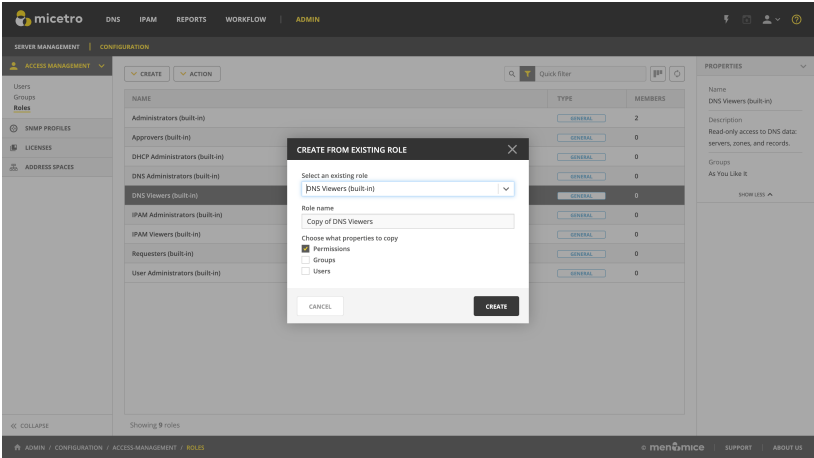 micetro DNS IPAM REPORTS WORKFLOW ADMIN
SERVER MANAGEMENT CONFIGURATION
ACCESS MANAGEMENT
Users
Groups
Roles
SNMP PROFILES
LICENSES
ADDRESS SPACES
COLLAPSE
CREATE ACTION Quick filter
NAME TYPE MEMBERS
Administrators (built-in) GENERAL 2
Approvers (built-in) GENERAL 0
DHCP Administrators (built-in) GENERAL 0
DNS Administrators (built-in) GENERAL 0
DNS Viewers (built-in) GENERAL 0
IPAM Administrators (built-in) GENERAL 0
IPAM Viewers (built-in) GENERAL 0
Requesters (built-in) GENERAL 0
User Administrators (built-in) GENERAL 0
Showing 9 roles
CREATE FROM EXISTING ROLE
Select an existing role
DNS Viewers (built-in)
Role name
Copy of DNS Viewers
Choose what properties to copy
Permissions
Groups
Users
CANCEL CREATE
PROPERTIES
Name
DNS Viewers (built-in)
Description
Read-only access to DNS data:
servers, zones, and records.
Groups
As You Like It
SHOW LESS
ADMIN / CONFIGURATION / ACCESS-MANAGEMENT / ROLES
© men&mice SUPPORT ABOUT US